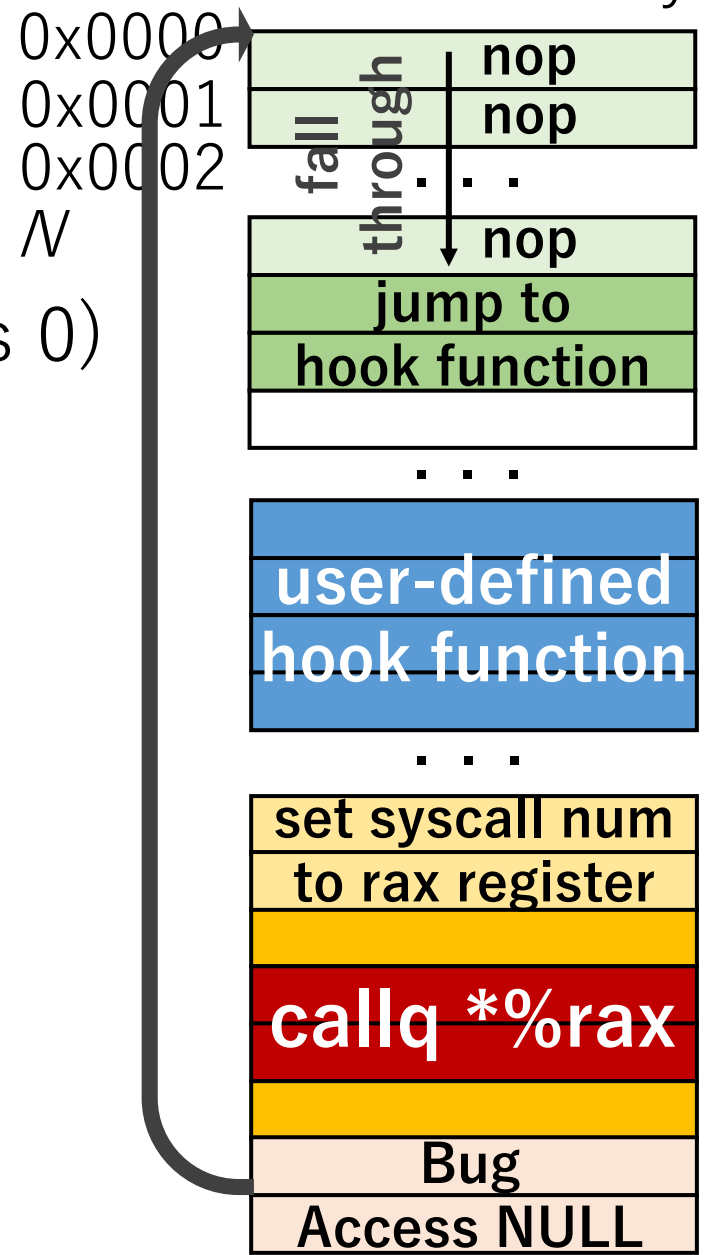 0x0000
0x0001
0x0002
N
s 0)
nop
nop
fall
through
. . .
nop
jump to
hook function
. . .
user-defined
hook function
. . .
set syscall num
to rax register
callq *%rax
Bug
Access NULL